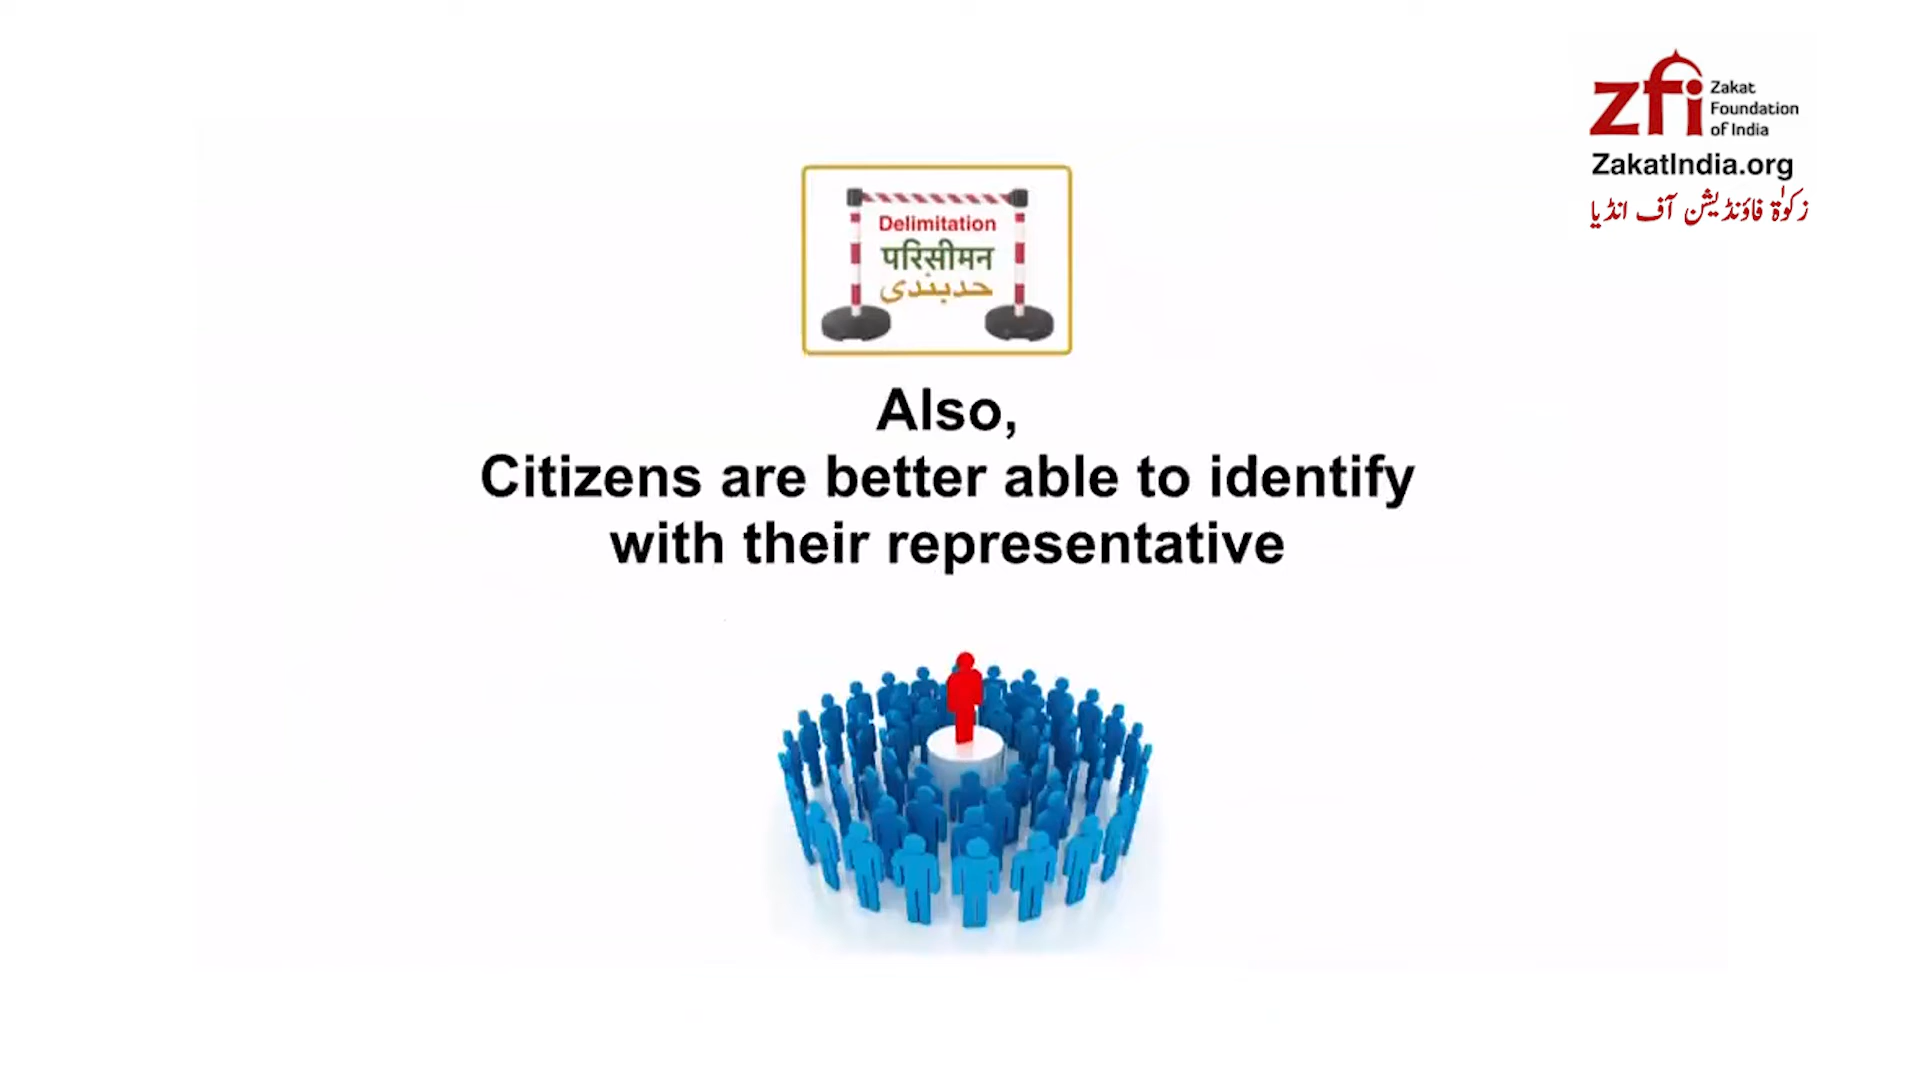 zfi
Zakat
Foundation
of India
ZakatIndia.org
زکوٰۃ فاؤنڈیشن آف انڈیا
Delimitation
परिसीमन
حدبندی
Also,
Citizens are better able to identify
with their representative